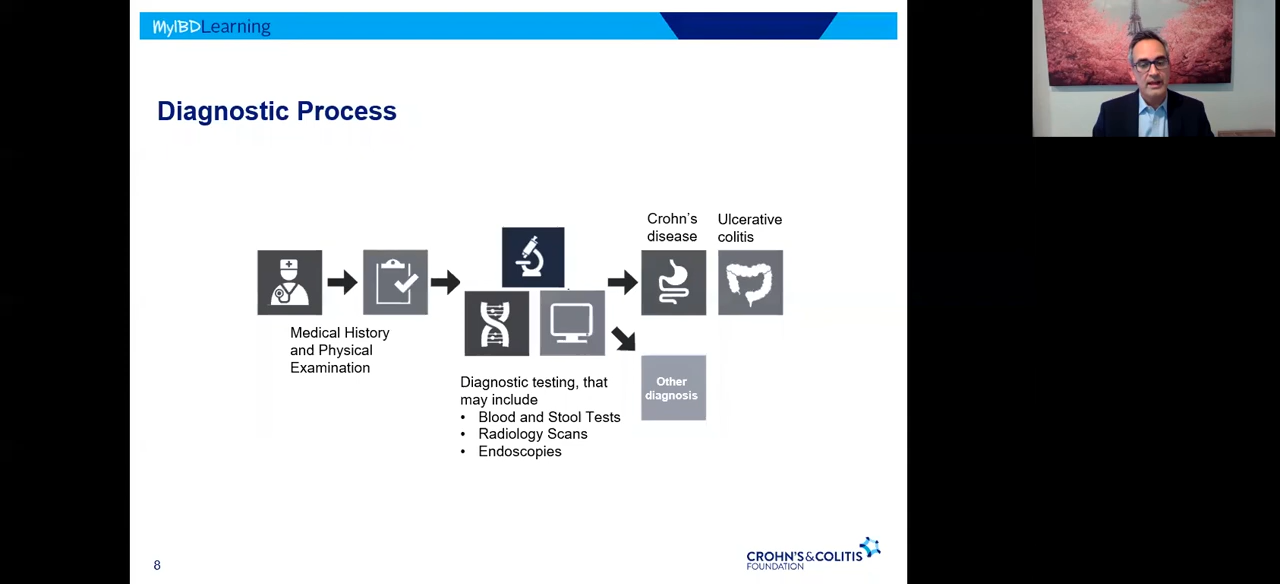 MyIBDLearning
Diagnostic Process
Crohn’s
disease
Ulcerative
colitis
Medical History
and Physical
Examination
Diagnostic testing, that
may include
• Blood and Stool Tests
• Radiology Scans
• Endoscopies
Other
diagnosis
8
CROHN'S&COLITIS
FOUNDATION